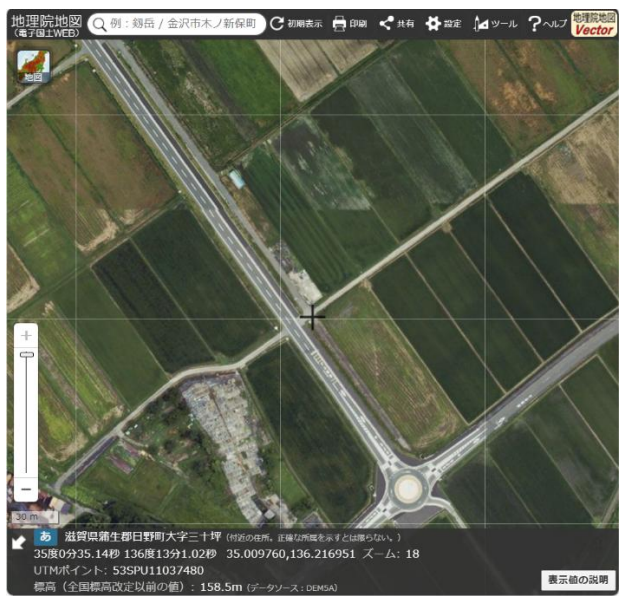 地理院地図
(電子国土WEB)
例：剱岳 / 金沢市木ノ新保町
初期表示
印刷
共有
設定
ツール
ヘルプ
地理院地図
Vector
地図
30 m
あ
滋賀県蒲生郡日野町大字三十坪 (付近の住所。正確な所属を示すとは限らない。)
35度0分35.14秒 136度13分1.02秒 35.009760,136.216951 ズーム: 18
UTMポイント: 53SPU11037480
標高（全国標高改定以前の値）: 158.5m (データソース：DEM5A)
表示値の説明